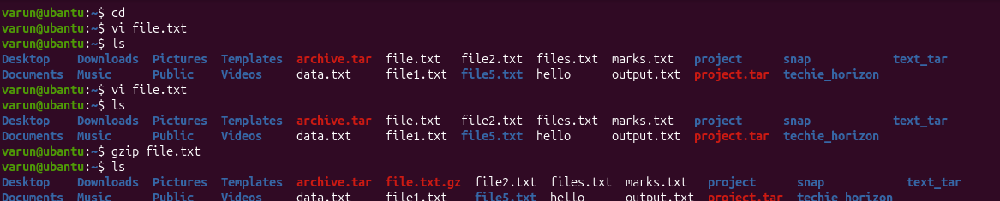 varun@ubantu:~$ cd
varun@ubantu:~$ vi file.txt
varun@ubantu:~$ ls
Desktop    Downloads  Pictures  Templates  archive.tar  file.txt   file2.txt  files.txt  marks.txt   project      snap            text_tar
Documents  Music      Public    Videos     data.txt     file1.txt  file5.txt  hello      output.txt  project.tar  techie_horizon
varun@ubantu:~$ vi file.txt
varun@ubantu:~$ ls
Desktop    Downloads  Pictures  Templates  archive.tar  file.txt   file2.txt  files.txt  marks.txt   project      snap            text_tar
Documents  Music      Public    Videos     data.txt     file1.txt  file5.txt  hello      output.txt  project.tar  techie_horizon
varun@ubantu:~$ gzip file.txt
varun@ubantu:~$ ls
Desktop    Downloads  Pictures  Templates  archive.tar  file.txt.gz  file2.txt  files.txt  marks.txt   project      snap            text_tar
Documents  Music      Public    Videos     data.txt     file1.txt    file5.txt  hello      output.txt  project.tar  techie_horizon